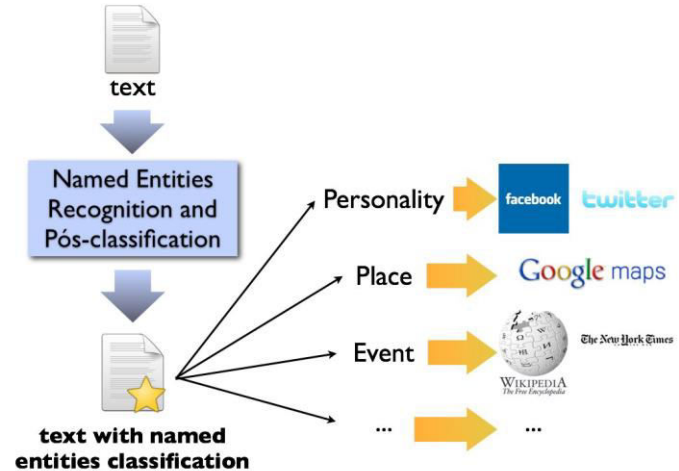 text
Named Entities
Recognition and
Pós-classification
text with named
entities classification
Personality
facebook
twitter
Place
Google maps
Event
WIKIPEDIA
The Free Encyclopedia
The New York Times
...
...